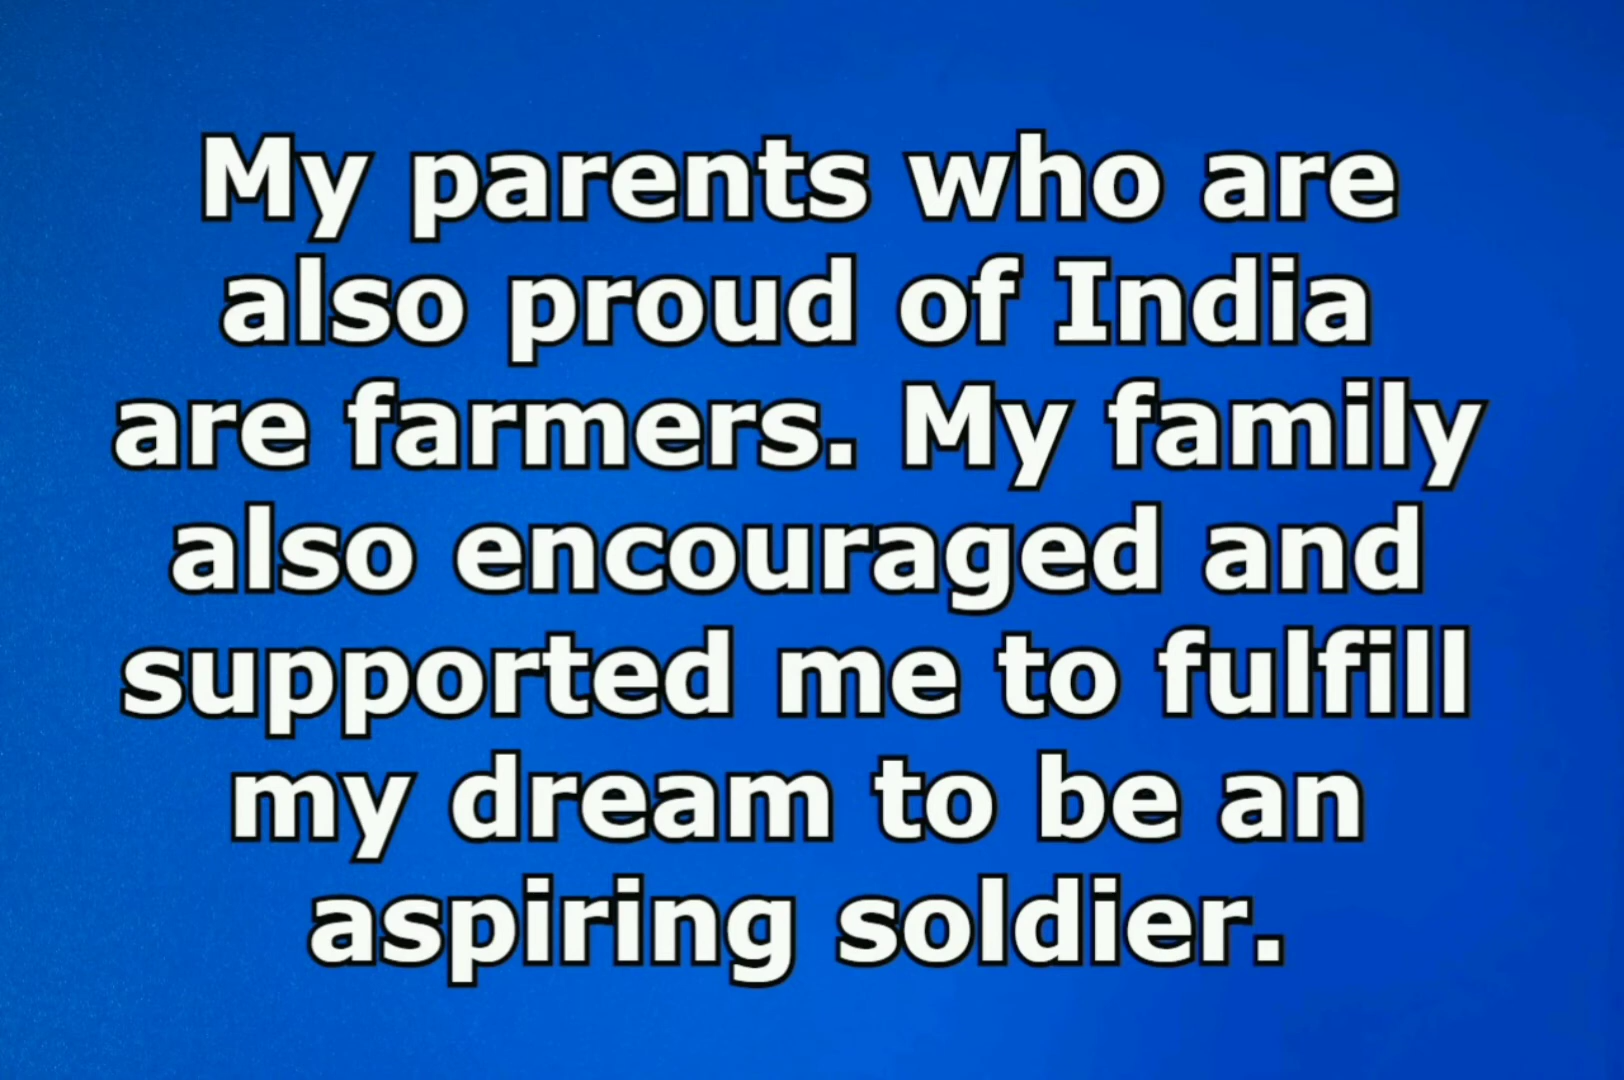 My parents who are
also proud of India
are farmers. My family
also encouraged and
supported me to fulfill
my dream to be an
aspiring soldier.